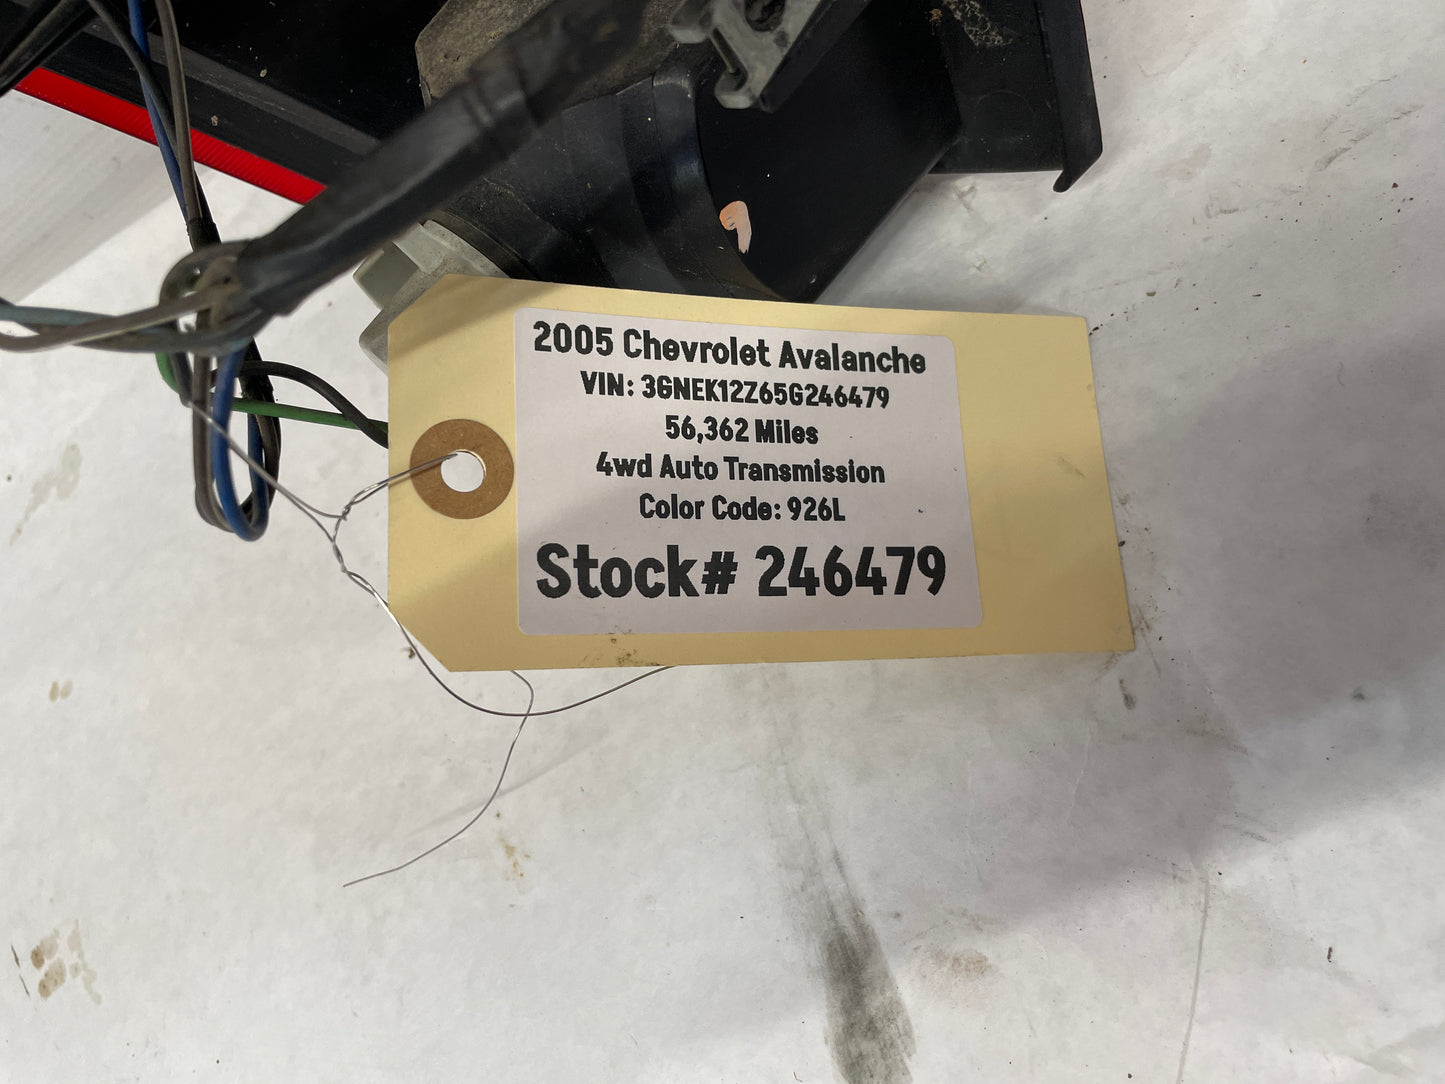 2005 Chevrolet Avalanche
VIN: 3GNEK12Z65G246479
56,362 Miles
4wd Auto Transmission
Color Code: 926L
Stock# 246479